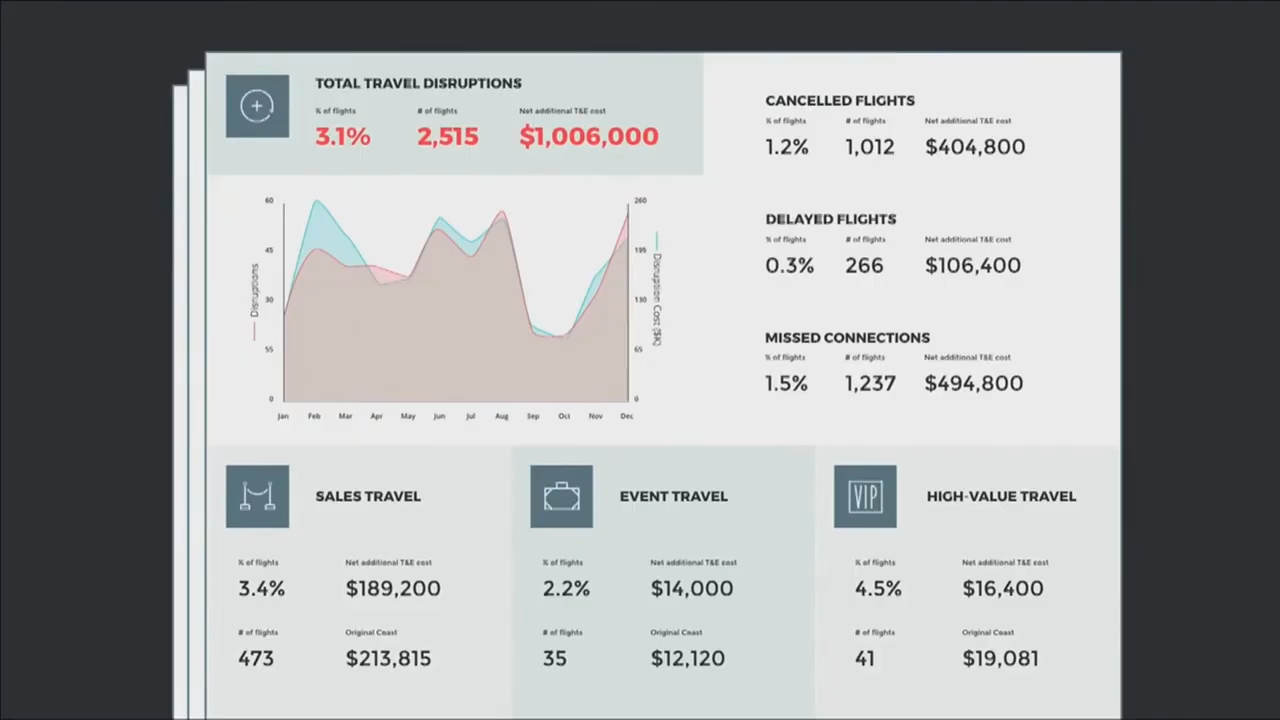 TOTAL TRAVEL DISRUPTIONS
% of flights # of flights Net additional T&E cost
3.1% 2,515 $1,006,000
60 260
45 195
30 130
55 65
0 0
Disruptions
Disruption Cost ($K)
Jan Feb Mar Apr May Jun Jul Aug Sep Oct Nov Dec
CANCELLED FLIGHTS
% of flights # of flights Net additional T&E cost
1.2% 1,012 $404,800
DELAYED FLIGHTS
% of flights # of flights Net additional T&E cost
0.3% 266 $106,400
MISSED CONNECTIONS
% of flights # of flights Net additional T&E cost
1.5% 1,237 $494,800
SALES TRAVEL
% of flights Net additional T&E cost
3.4% $189,200
# of flights Original Coast
473 $213,815
EVENT TRAVEL
% of flights Net additional T&E cost
2.2% $14,000
# of flights Original Coast
35 $12,120
VIP
HIGH-VALUE TRAVEL
% of flights Net additional T&E cost
4.5% $16,400
# of flights Original Coast
41 $19,081